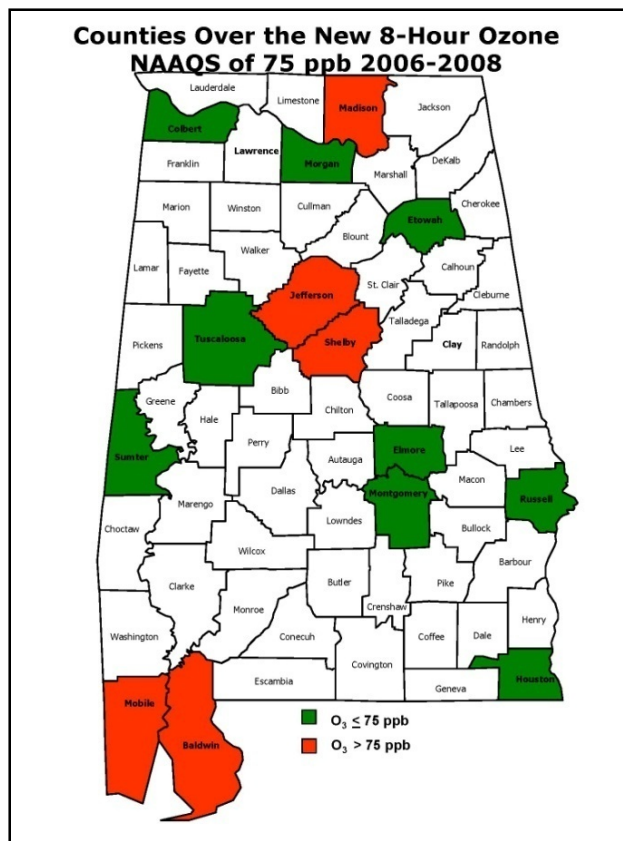 Counties Over the New 8-Hour Ozone
NAAQS of 75 ppb 2006-2008
Lauderdale
Limestone
Madison
Jackson
Colbert
Lawrence
Morgan
Franklin
Marshall
DeKalb
Marion
Winston
Cullman
Etowah
Cherokee
Blount
Walker
Lamar
Fayette
St. Clair
Calhoun
Cleburne
Jefferson
Talladega
Pickens
Tuscaloosa
Shelby
Clay
Randolph
Bibb
Greene
Hale
Chilton
Coosa
Tallapoosa
Chambers
Perry
Autauga
Elmore
Lee
Sumter
Dallas
Macon
Montgomery
Russell
Marengo
Lowndes
Bullock
Choctaw
Wilcox
Barbour
Clarke
Butler
Pike
Monroe
Crenshaw
Henry
Washington
Conecuh
Coffee
Dale
Covington
Escambia
Geneva
Houston
Mobile
Baldwin
O₃ ≤ 75 ppb
O₃ > 75 ppb